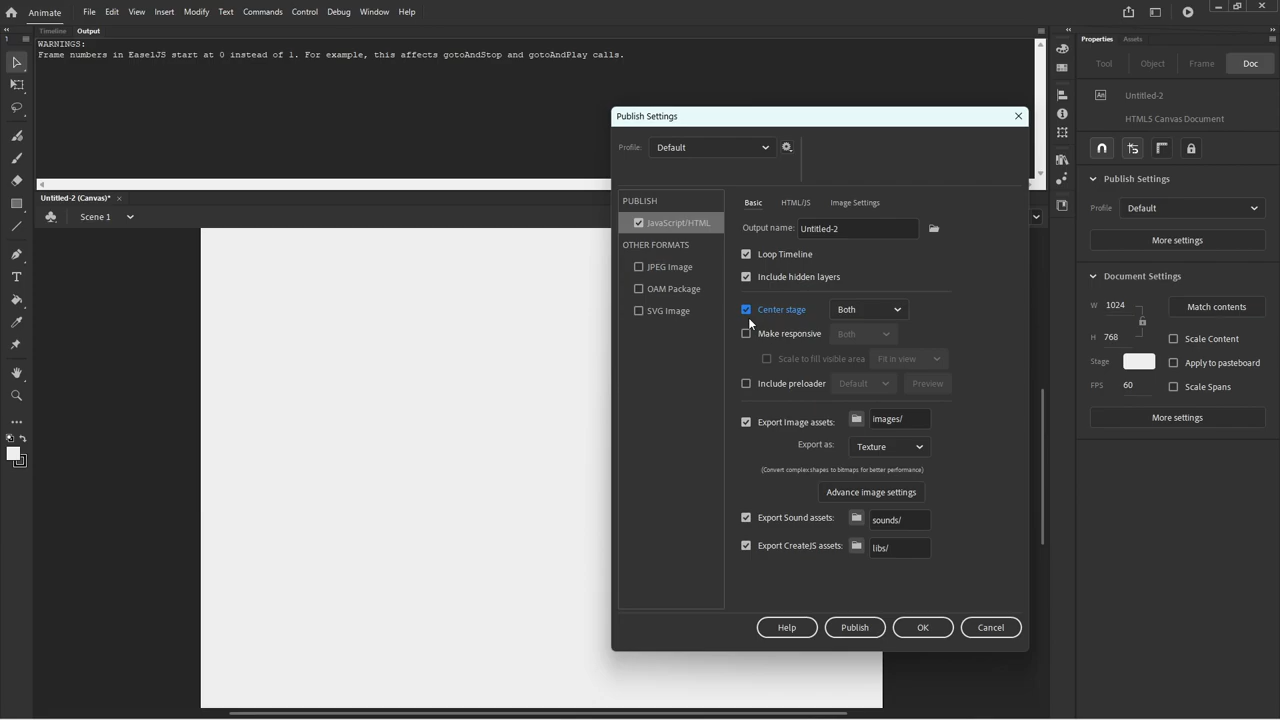 Animate File Edit View Insert Modify Text Commands Control Debug Window Help
Timeline Output
WARNINGS:
Frame numbers in EaselJS start at 0 instead of 1. For example, this affects gotoAndStop and gotoAndPlay calls.
Untitled-2 (Canvas)*
Scene 1
Publish Settings
Profile: Default
PUBLISH
JavaScript/HTML
OTHER FORMATS
JPEG Image
OAM Package
SVG Image
Basic HTML/JS Image Settings
Output name: Untitled-2
Loop Timeline
Include hidden layers
Center stage Both
Make responsive Both
Scale to fill visible area Fit in view
Include preloader Default Preview
Export Image assets: images/
Export as: Texture
(Convert complex shapes to bitmaps for better performance)
Advance image settings
Export Sound assets: sounds/
Export CreateJS assets: libs/
Help Publish OK Cancel
Properties Assets
Tool Object Frame Doc
An Untitled-2
HTML5 Canvas Document
Publish Settings
Profile Default
More settings
Document Settings
W 1024 Match contents
H 768 Scale Content
Stage Apply to pasteboard
FPS 60 Scale Spans
More settings